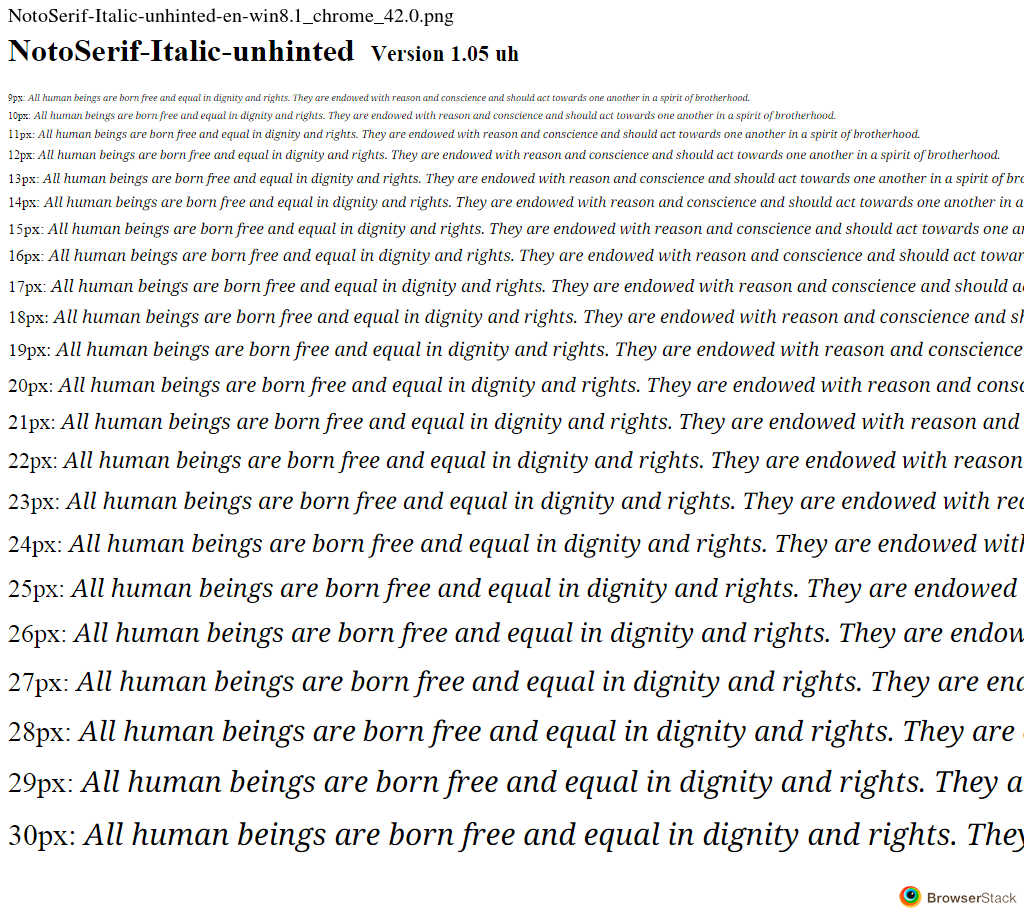 NotoSerif-Italic-unhinted-en-win8.1_chrome_42.0.png
NotoSerif-Italic-unhinted Version 1.05 uh
9px: All human beings are born free and equal in dignity and rights. They are endowed with reason and conscience and should act towards one another in a spirit of brotherhood.
10px: All human beings are born free and equal in dignity and rights. They are endowed with reason and conscience and should act towards one another in a spirit of brotherhood.
11px: All human beings are born free and equal in dignity and rights. They are endowed with reason and conscience and should act towards one another in a spirit of brotherhood.
12px: All human beings are born free and equal in dignity and rights. They are endowed with reason and conscience and should act towards one another in a spirit of brotherhood.
13px: All human beings are born free and equal in dignity and rights. They are endowed with reason and conscience and should act towards one another in a spirit of bro
14px: All human beings are born free and equal in dignity and rights. They are endowed with reason and conscience and should act towards one another in a
15px: All human beings are born free and equal in dignity and rights. They are endowed with reason and conscience and should act towards one an
16px: All human beings are born free and equal in dignity and rights. They are endowed with reason and conscience and should act towar
17px: All human beings are born free and equal in dignity and rights. They are endowed with reason and conscience and should a
18px: All human beings are born free and equal in dignity and rights. They are endowed with reason and conscience and sh
19px: All human beings are born free and equal in dignity and rights. They are endowed with reason and conscience
20px: All human beings are born free and equal in dignity and rights. They are endowed with reason and consc
21px: All human beings are born free and equal in dignity and rights. They are endowed with reason and
22px: All human beings are born free and equal in dignity and rights. They are endowed with reason
23px: All human beings are born free and equal in dignity and rights. They are endowed with rea
24px: All human beings are born free and equal in dignity and rights. They are endowed with
25px: All human beings are born free and equal in dignity and rights. They are endowed
26px: All human beings are born free and equal in dignity and rights. They are endow
27px: All human beings are born free and equal in dignity and rights. They are end
28px: All human beings are born free and equal in dignity and rights. They are
29px: All human beings are born free and equal in dignity and rights. They a
30px: All human beings are born free and equal in dignity and rights. They
BrowserStack